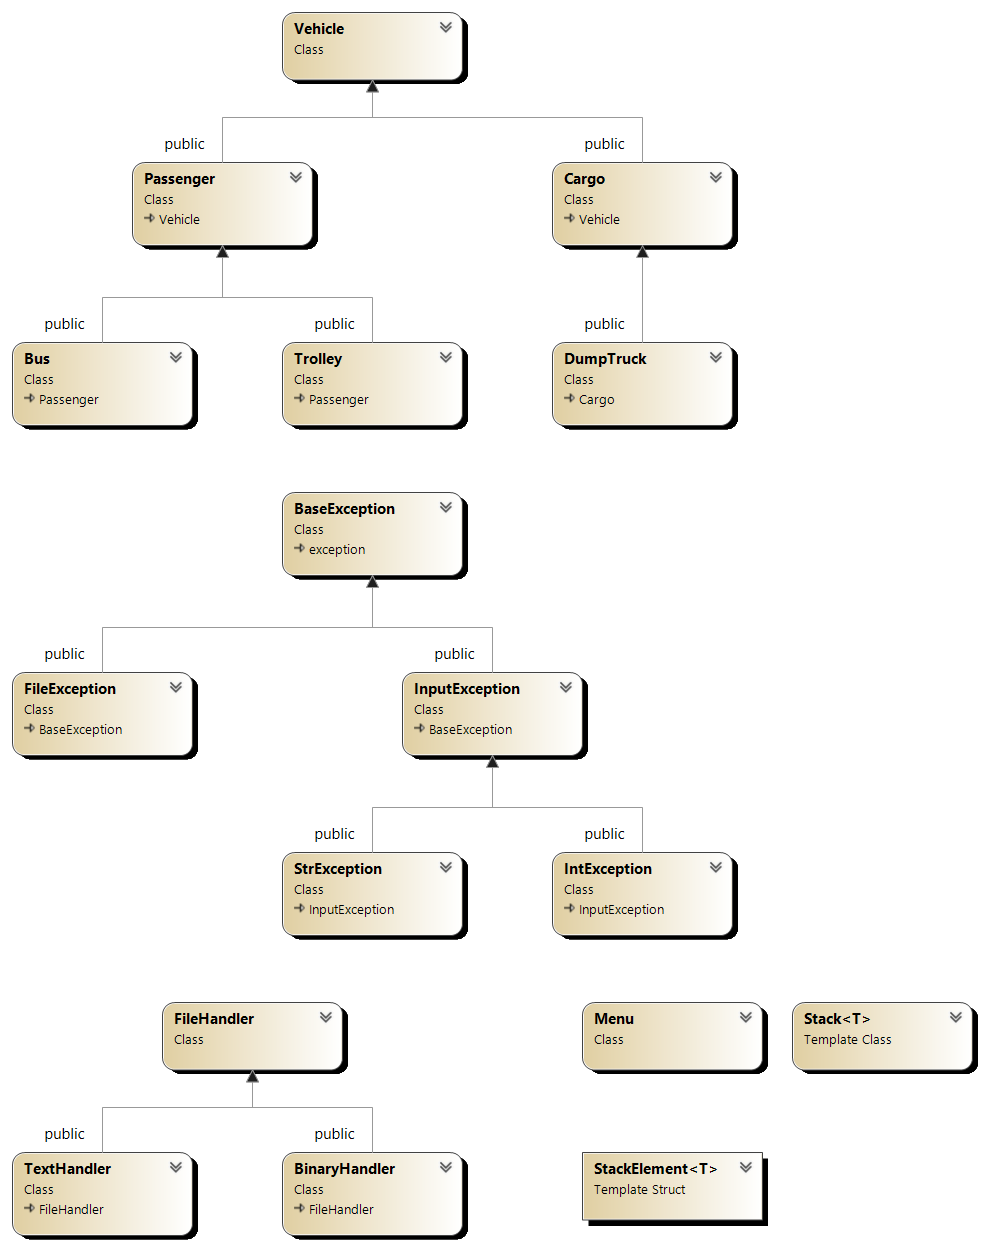 Vehicle
Class
public
public
Passenger
Class
Vehicle
Cargo
Class
Vehicle
public
public
public
Bus
Class
Passenger
Trolley
Class
Passenger
DumpTruck
Class
Cargo
BaseException
Class
exception
public
public
FileException
Class
BaseException
InputException
Class
BaseException
public
public
StrException
Class
InputException
IntException
Class
InputException
FileHandler
Class
Menu
Class
Stack<T>
Template Class
public
public
TextHandler
Class
FileHandler
BinaryHandler
Class
FileHandler
StackElement<T>
Template Struct